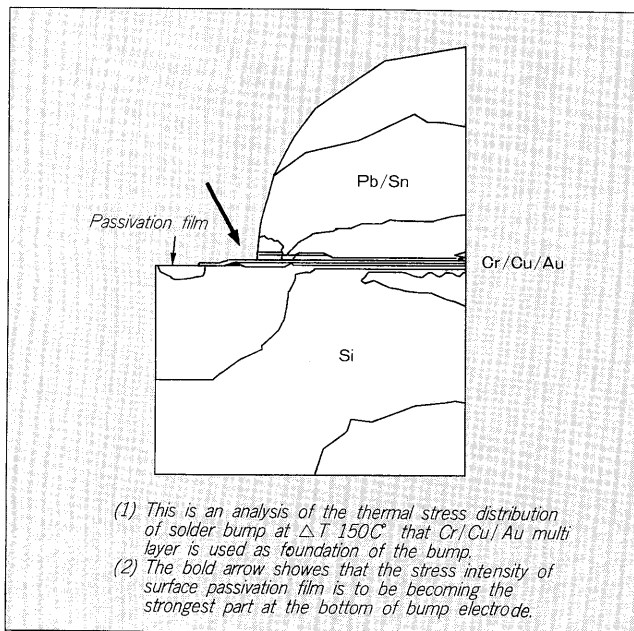 Pb/Sn
Passivation film
Cr/Cu/Au
Si
(1) This is an analysis of the thermal stress distribution
of solder bump at △T 150C° that Cr/Cu/Au multi
layer is used as foundation of the bump.
(2) The bold arrow showes that the stress intensity of
surface passivation film is to be becoming the
strongest part at the bottom of bump electrode.